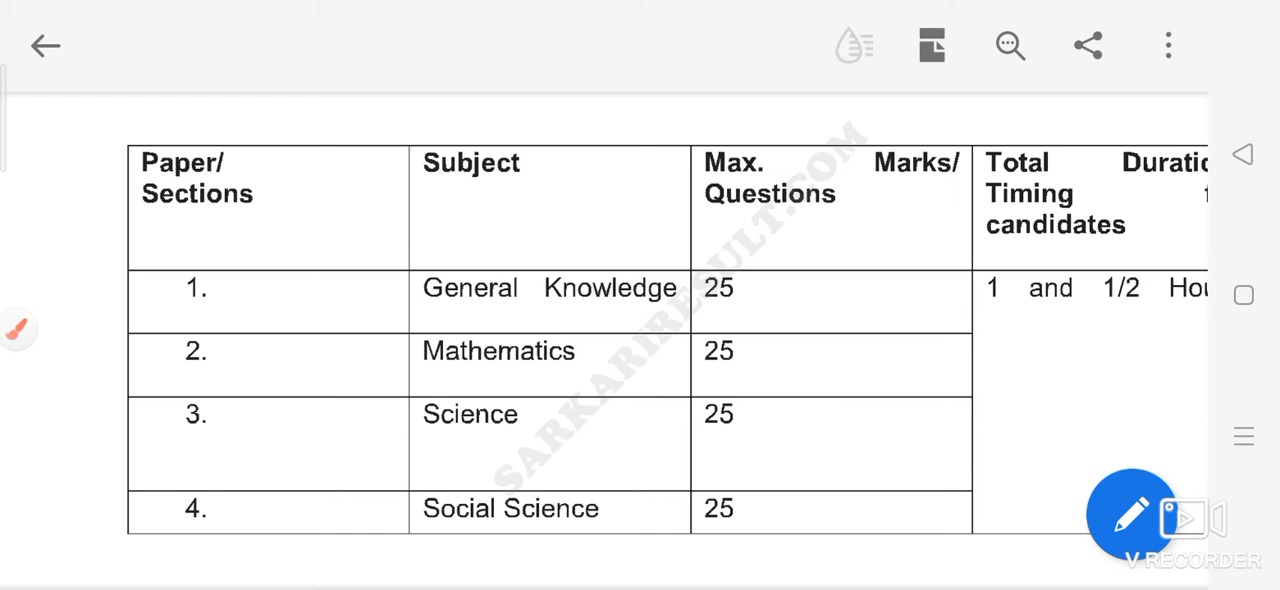 Paper/ Sections
Subject
Max. Marks/ Questions
Total Timing candidates
1.
General Knowledge
25
1 and 1/2
2.
Mathematics
25
3.
Science
25
4.
Social Science
25
SARKARIRESULT.COM
V RECORDER